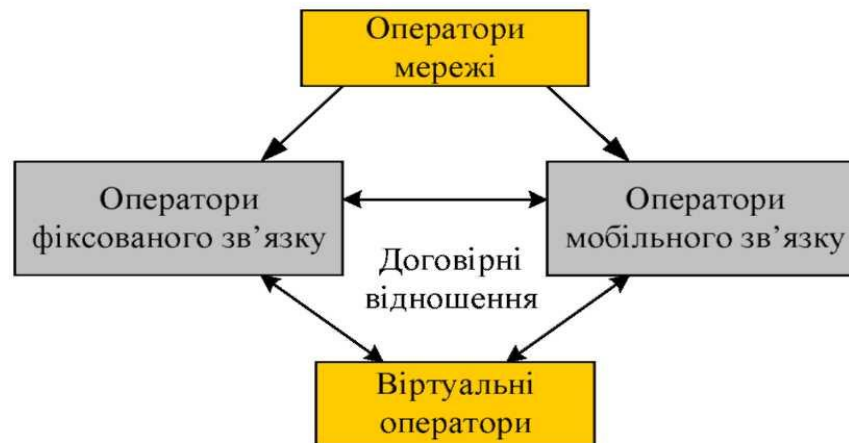 Оператори
мережі
Оператори
фіксованого зв’язку
Оператори
мобільного зв’язку
Договірні
відношення
Віртуальні
оператори